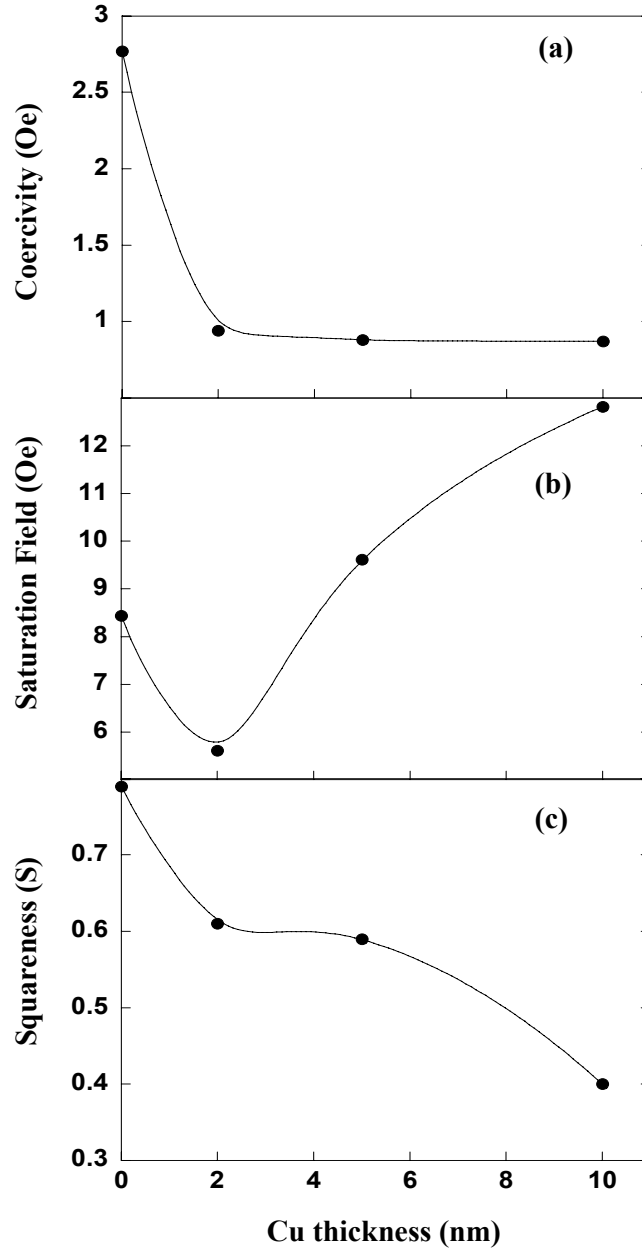 3
2.5
2
1.5
1
Coercivity (Oe)
(a)
12
11
10
9
8
7
6
Saturation Field (Oe)
(b)
0.7
0.6
0.5
0.4
0.3
Squareness (S)
(c)
0 2 4 6 8 10
Cu thickness (nm)